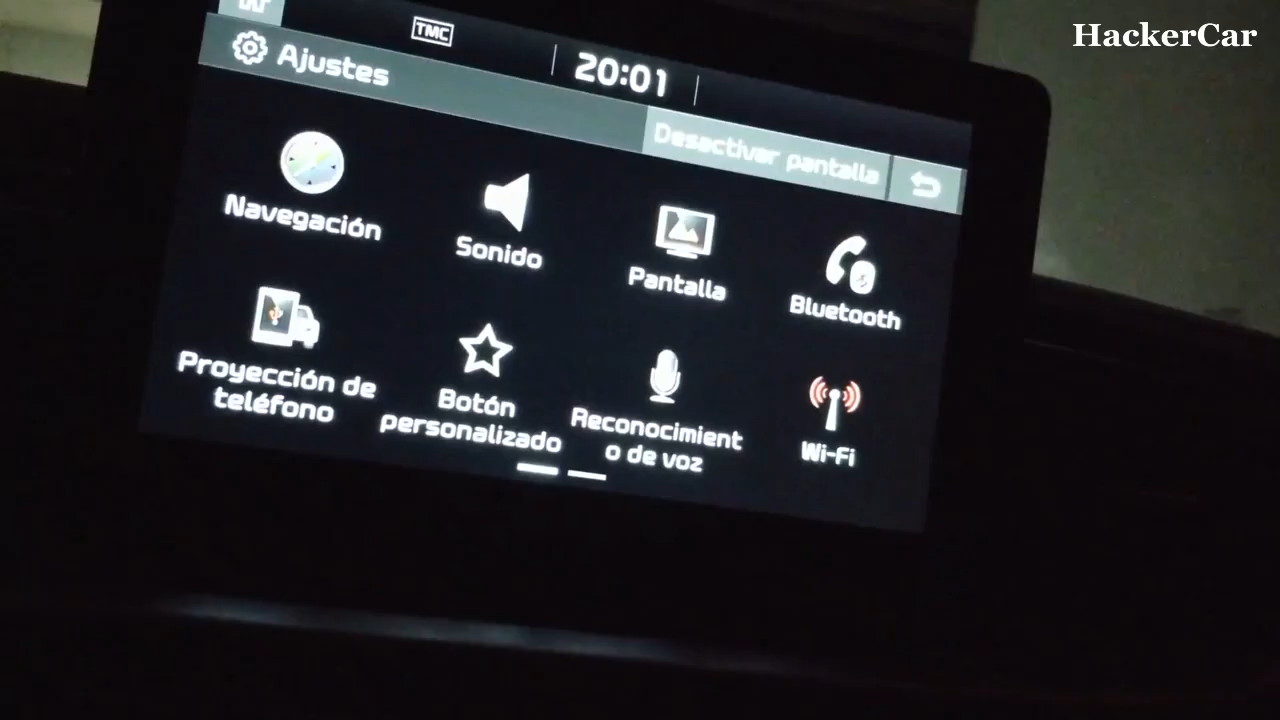 HackerCar
TMC
20:01
Ajustes
Desactivar pantalla
Navegación
Sonido
Pantalla
Bluetooth
Proyección de
teléfono
Botón
personalizado
Reconocimient
o de voz
Wi-Fi